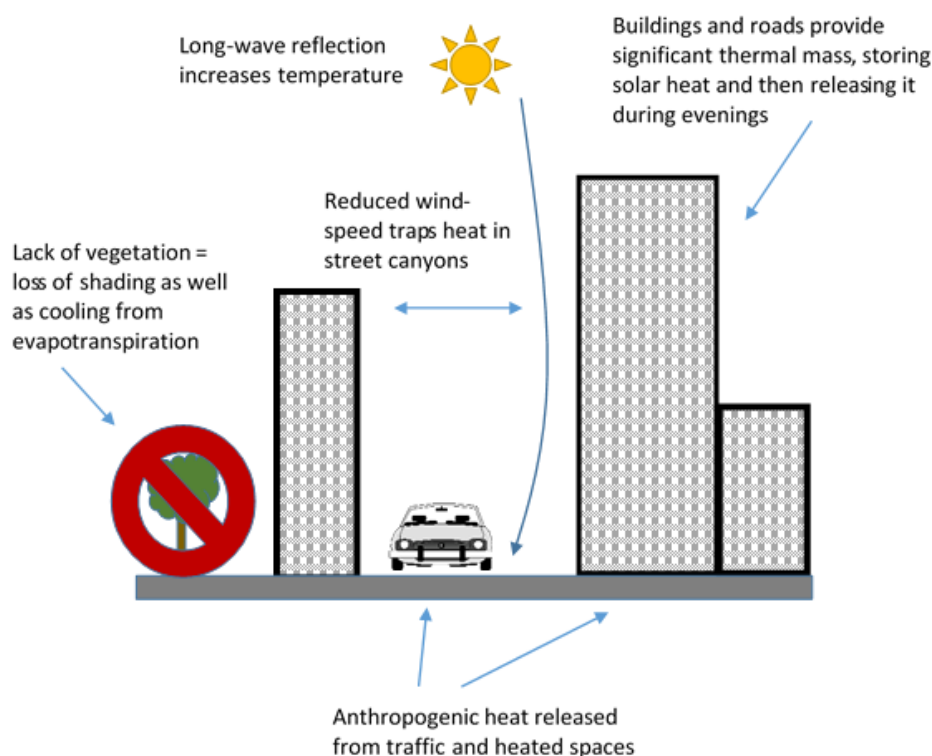 Long-wave reflection
increases temperature
Buildings and roads provide
significant thermal mass, storing
solar heat and then releasing it
during evenings
Reduced wind-
speed traps heat in
street canyons
Lack of vegetation =
loss of shading as well
as cooling from
evapotranspiration
Anthropogenic heat released
from traffic and heated spaces